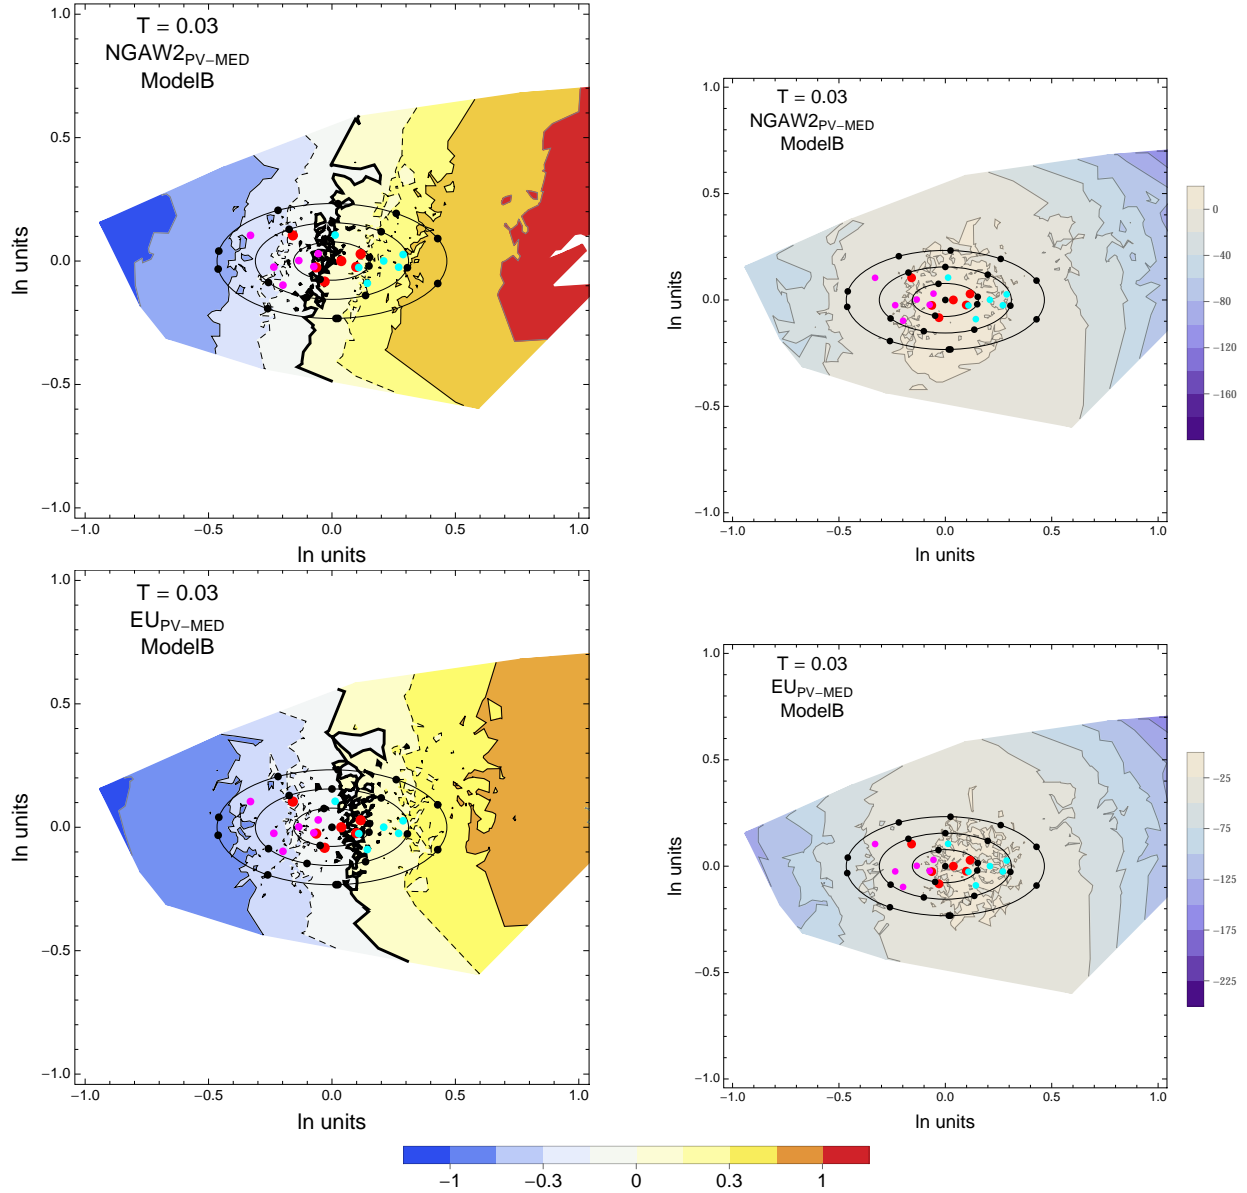 1.0
0.5
0.0
−0.5
−1.0
ln units
T = 0.03
NGAW2PV−MED
ModelB
−1.0 −0.5 0.0 0.5 1.0
ln units
1.0
0.5
0.0
−0.5
−1.0
ln units
T = 0.03
NGAW2PV−MED
ModelB
−1.0 −0.5 0.0 0.5 1.0
ln units
0
−40
−80
−120
−160
1.0
0.5
0.0
−0.5
−1.0
ln units
T = 0.03
EUPV−MED
ModelB
−1.0 −0.5 0.0 0.5 1.0
ln units
1.0
0.5
0.0
−0.5
−1.0
ln units
T = 0.03
EUPV−MED
ModelB
−1.0 −0.5 0.0 0.5 1.0
ln units
−25
−75
−125
−175
−225
−1 −0.3 0 0.3 1